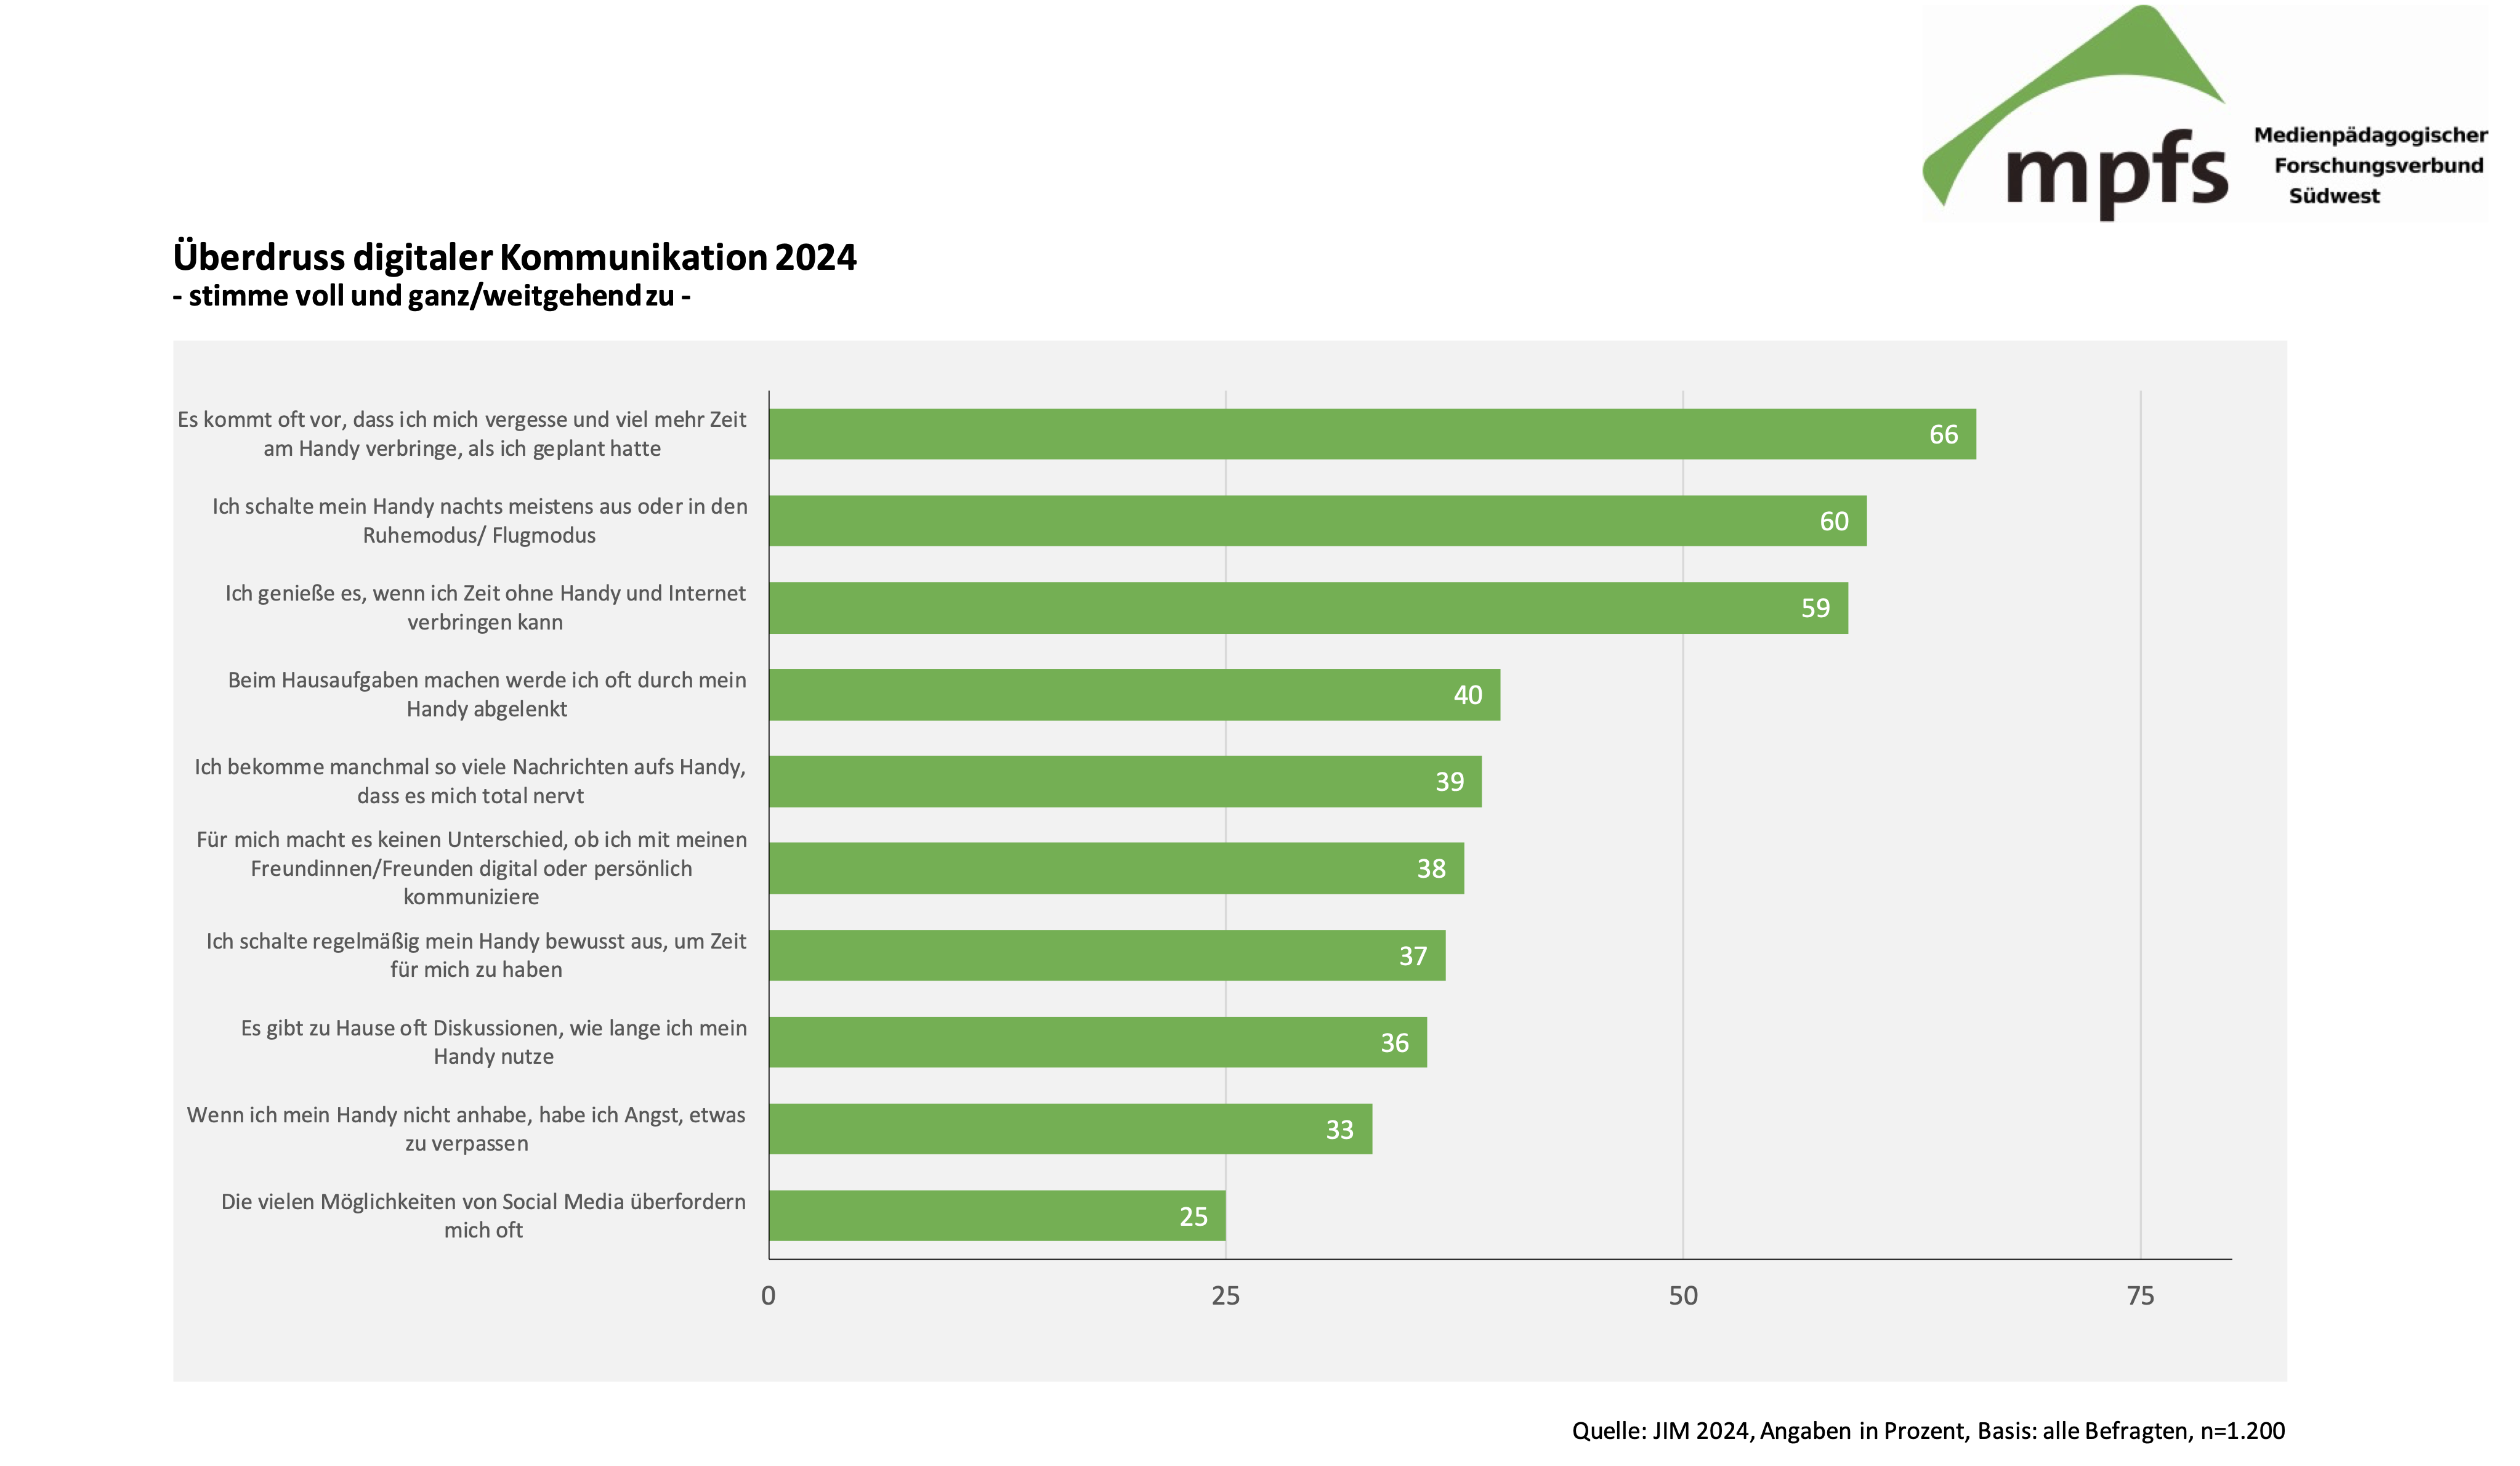 mpfs
Medienpädagogischer
Forschungsverbund
Südwest
Überdruss digitaler Kommunikation 2024
- stimme voll und ganz/weitgehend zu -
Es kommt oft vor, dass ich mich vergesse und viel mehr Zeit
am Handy verbringe, als ich geplant hatte
66
Ich schalte mein Handy nachts meistens aus oder in den
Ruhemodus/ Flugmodus
60
Ich genieße es, wenn ich Zeit ohne Handy und Internet
verbringen kann
59
Beim Hausaufgaben machen werde ich oft durch mein
Handy abgelenkt
40
Ich bekomme manchmal so viele Nachrichten aufs Handy,
dass es mich total nervt
39
Für mich macht es keinen Unterschied, ob ich mit meinen
Freundinnen/Freunden digital oder persönlich
kommuniziere
38
Ich schalte regelmäßig mein Handy bewusst aus, um Zeit
für mich zu haben
37
Es gibt zu Hause oft Diskussionen, wie lange ich mein
Handy nutze
36
Wenn ich mein Handy nicht anhabe, habe ich Angst, etwas
zu verpassen
33
Die vielen Möglichkeiten von Social Media überfordern
mich oft
25
0 25 50 75
Quelle: JIM 2024, Angaben in Prozent, Basis: alle Befragten, n=1.200